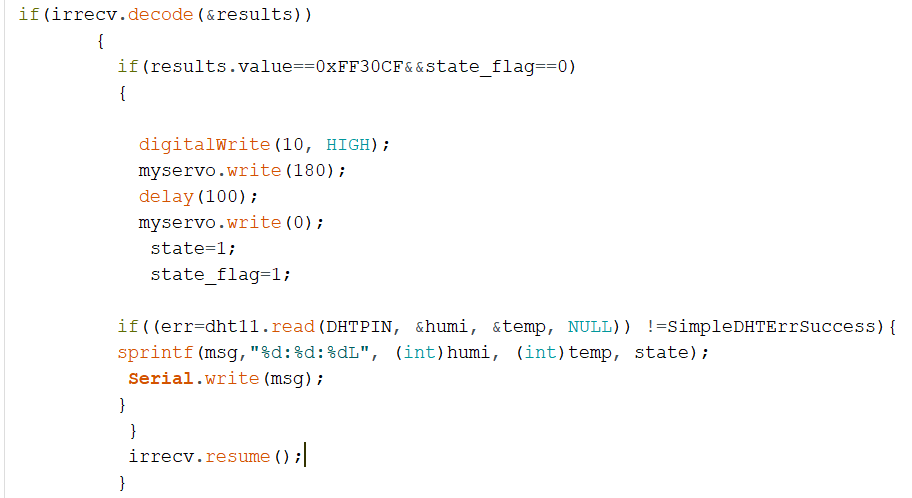 if(irrecv.decode(&results))
{
if(results.value==0xFF30CF&&state_flag==0)
{
digitalWrite(10, HIGH);
myservo.write(180);
delay(100);
myservo.write(0);
state=1;
state_flag=1;
if((err=dht11.read(DHTPIN, &humi, &temp, NULL)) !=SimpleDHTErrSuccess){
sprintf(msg,"%d:%d:%dL", (int)humi, (int)temp, state);
Serial.write(msg);
}
}
irrecv.resume();
}